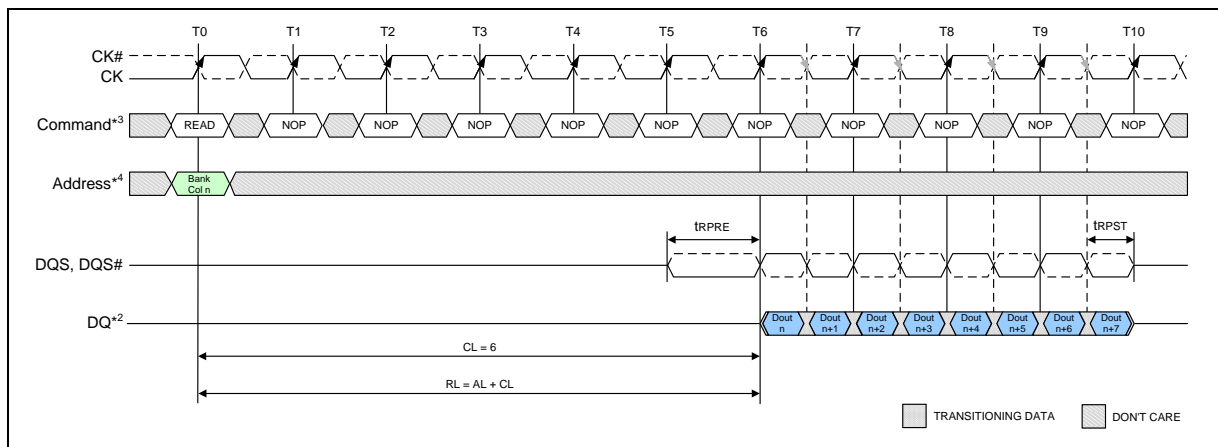 T0 T1 T2 T3 T4 T5 T6 T7 T8 T9 T10
CK#
CK
Command*3 READ NOP NOP NOP NOP NOP NOP NOP NOP NOP NOP
Address*4 Bank
Col n
tRPRE tRPST
DQS, DQS#
DQ*2 Dout n Dout n+1 Dout n+2 Dout n+3 Dout n+4 Dout n+5 Dout n+6 Dout n+7
CL = 6
RL = AL + CL
TRANSITIONING DATA DON'T CARE